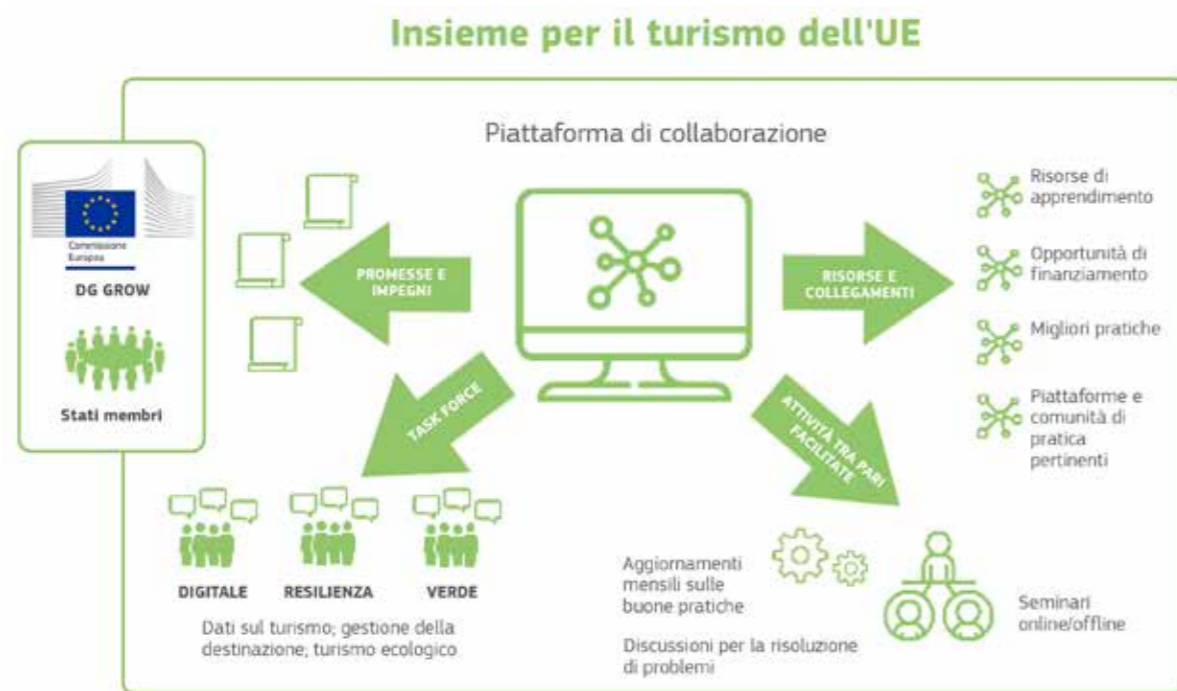 Insieme per il turismo dell'UE
Piattaforma di collaborazione
Commissione
Europea
DG GROW
Stati membri
PROMESSE E
IMPEGNI
RISORSE E
COLLEGAMENTI
Risorse di
apprendimento
Opportunità di
finanziamento
Migliori pratiche
Piattaforme e
comunità di
pratica
pertinenti
TASK FORCE
ATTIVITÀ TRA PARI
FACILITATE
DIGITALE
RESILIENZA
VERDE
Dati sul turismo; gestione della
destinazione; turismo ecologico
Aggiornamenti
mensili sulle
buone pratiche
Discussioni per la risoluzione
di problemi
Seminari
online/offline